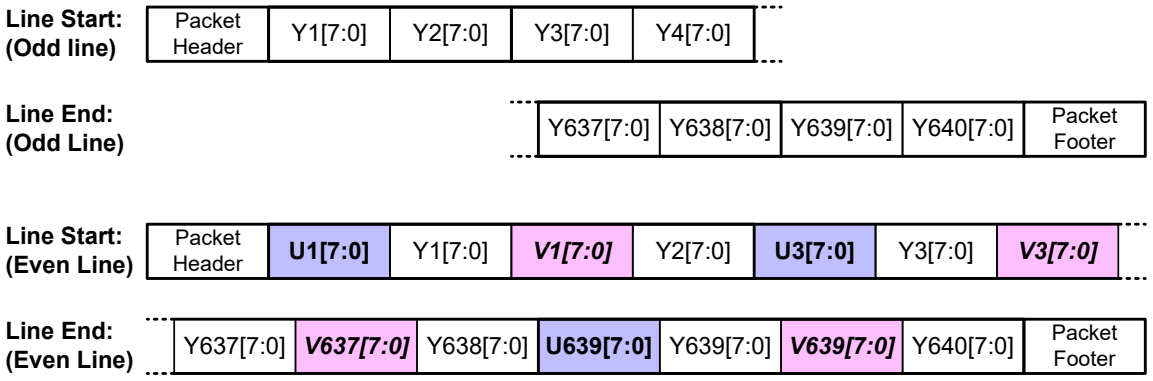 Line Start:
(Odd line)
Packet
Header
Y1[7:0]
Y2[7:0]
Y3[7:0]
Y4[7:0]
Line End:
(Odd Line)
Y637[7:0]
Y638[7:0]
Y639[7:0]
Y640[7:0]
Packet
Footer
Line Start:
(Even Line)
Packet
Header
U1[7:0]
Y1[7:0]
V1[7:0]
Y2[7:0]
U3[7:0]
Y3[7:0]
V3[7:0]
Line End:
(Even Line)
Y637[7:0]
V637[7:0]
Y638[7:0]
U639[7:0]
Y639[7:0]
V639[7:0]
Y640[7:0]
Packet
Footer